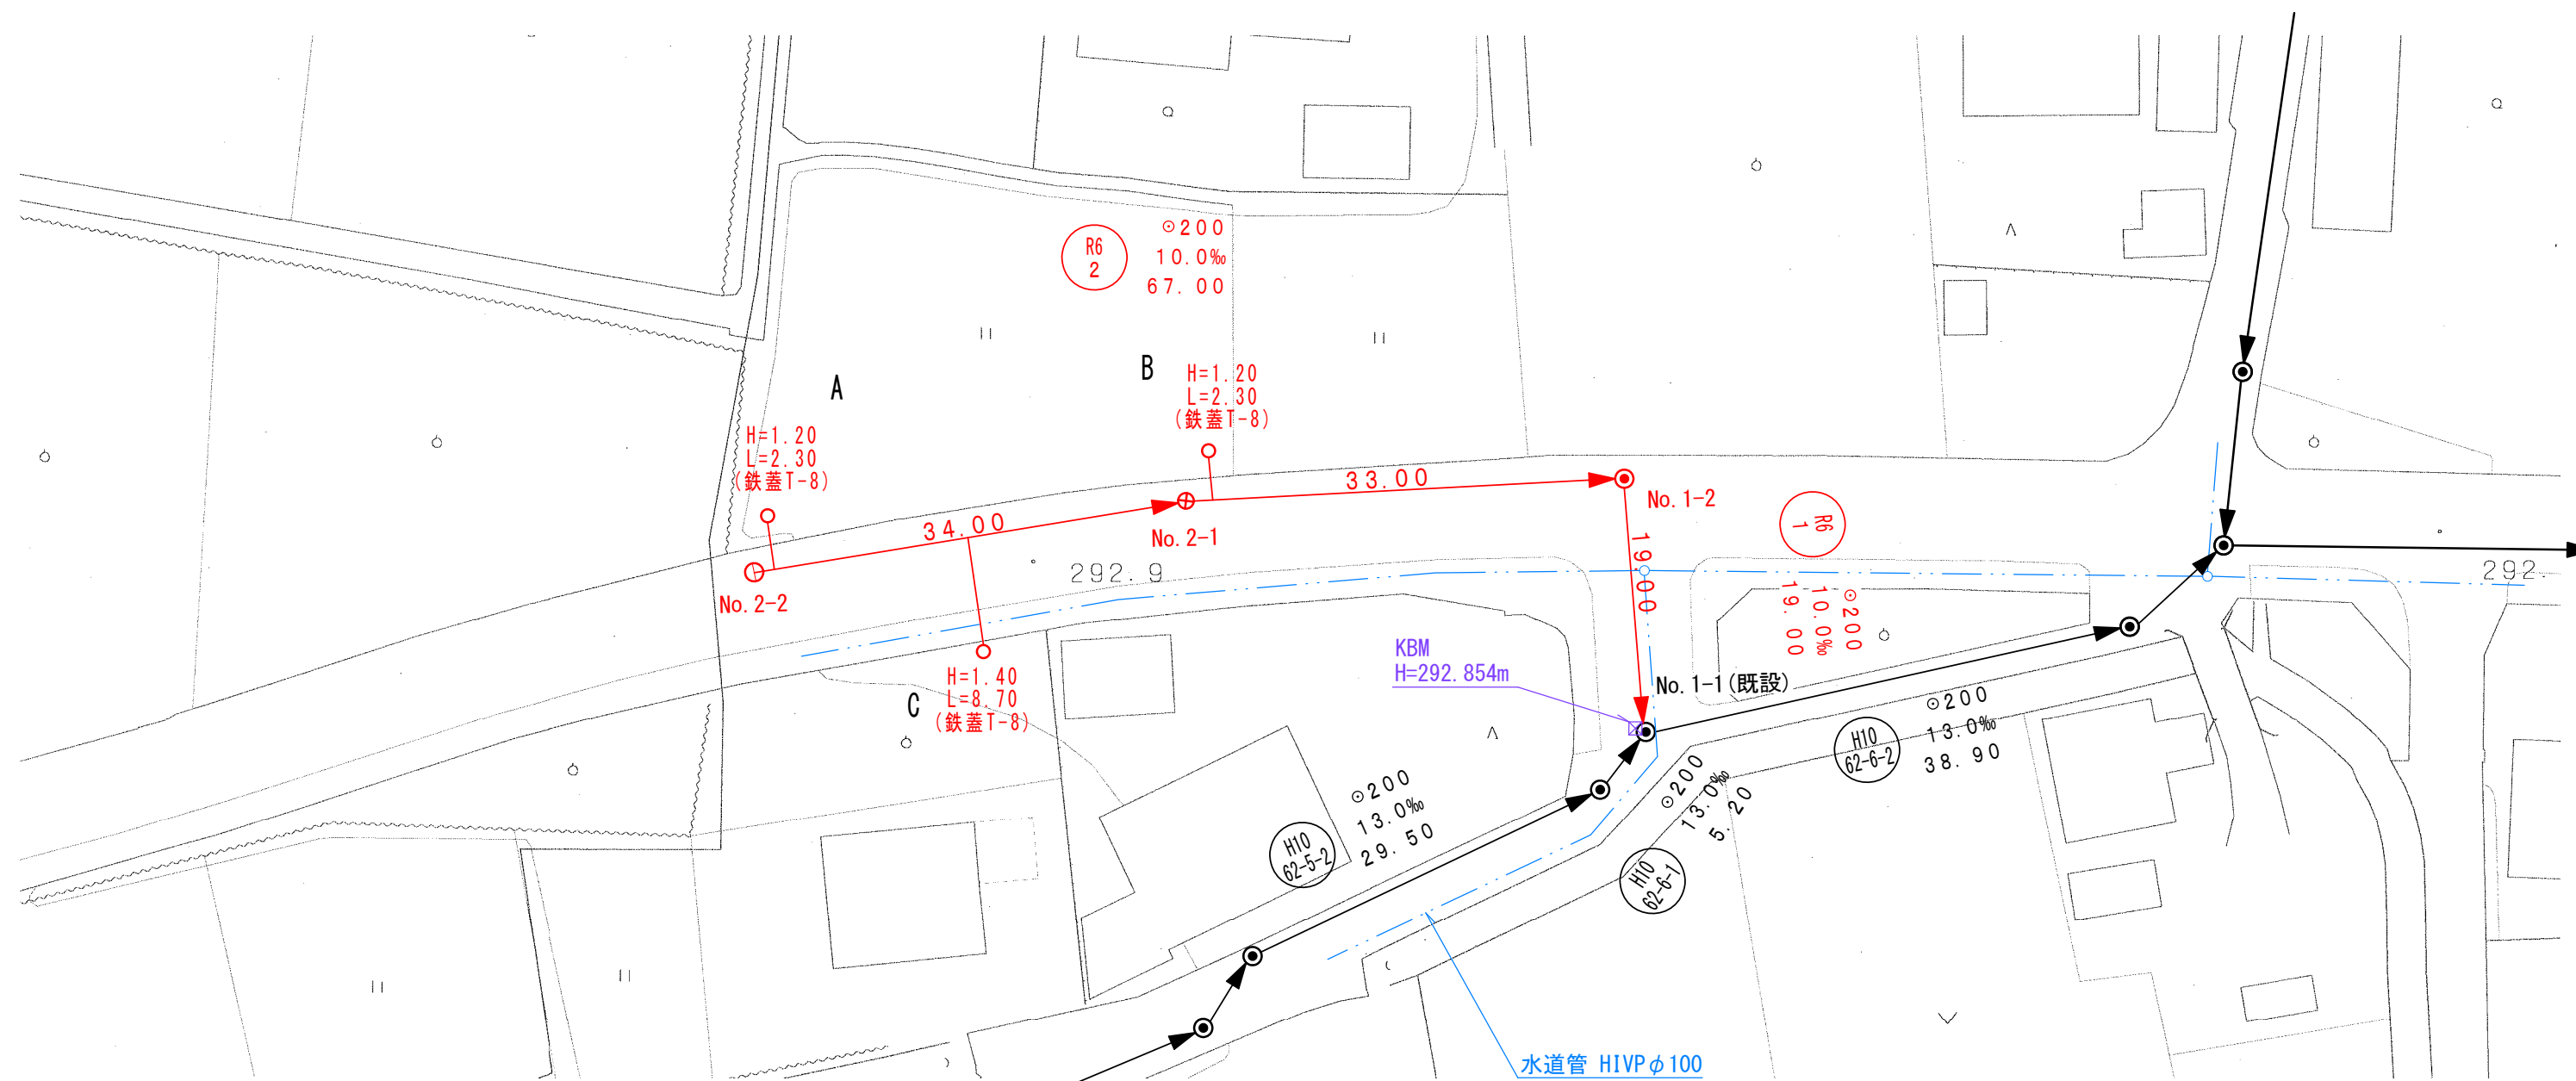 R6
2
⊙200
10.0‰
67.00
A
B
H=1.20
L=2.30
(鉄蓋T-8)
H=1.20
L=2.30
(鉄蓋T-8)
33.00
No.1-2
34.00
No.2-1
No.2-2
292.9
19.00
R6
1
⊙200
10.0‰
19.00
292.
C
H=1.40
L=8.70
(鉄蓋T-8)
KBM
H=292.854m
No.1-1(既設)
H10
62-6-2
⊙200
13.0‰
38.90
H10
62-5-2
⊙200
13.0‰
29.50
H10
62-6-1
⊙200
13.0‰
5.20
水道管 HIVPφ100